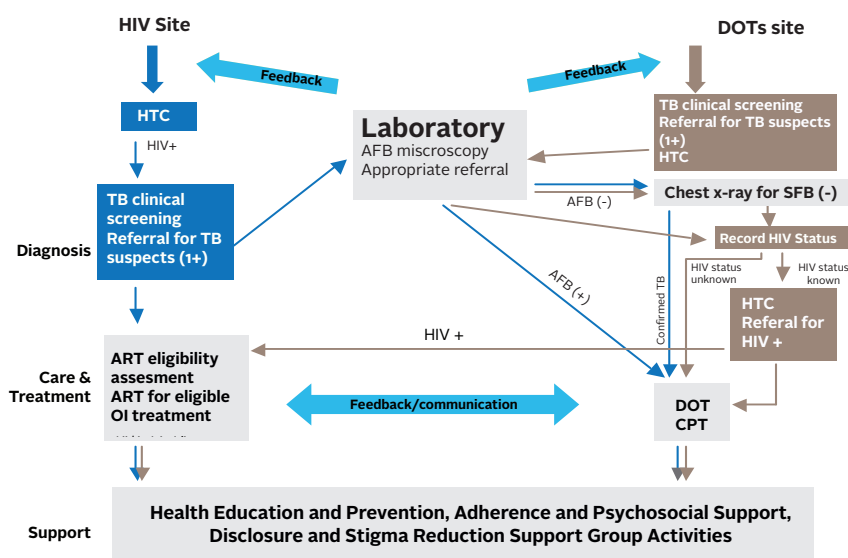 HIV Site
DOTs site
Feedback
Feedback
HTC
HIV+
Laboratory
AFB miscroscopy
Appropriate referral
TB clinical screening
Referral for TB suspects
(1+)
HTC
AFB (-)
Chest x-ray for SFB (-)
TB clinical
screening
Referral for TB
suspects (1+)
Diagnosis
Record HIV Status
HIV status
unknown
HIV status
known
AFB (+)
Confirmed TB
HTC
Referal for
HIV +
HIV +
ART eligibility
assesment
ART for eligible
OI treatment
Care &
Treatment
Feedback/communication
DOT
CPT
Support
Health Education and Prevention, Adherence and Psychosocial Support,
Disclosure and Stigma Reduction Support Group Activities